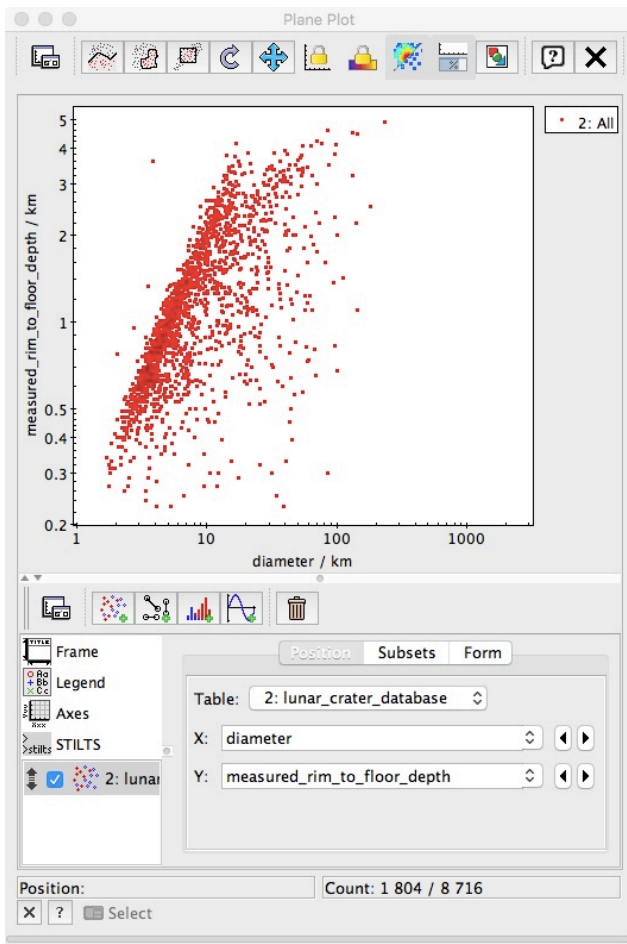 Plane Plot
2: All
measured_rim_to_floor_depth / km
5
4
3
2
1
0.5
0.4
0.3
0.2
1
10
100
1000
diameter / km
TITLE
Frame
Legend
Axes
STILTS
2: lunar
Position
Subsets
Form
Table:
2: lunar_crater_database
X:
diameter
Y:
measured_rim_to_floor_depth
Position:
Count: 1 804 / 8 716
Select